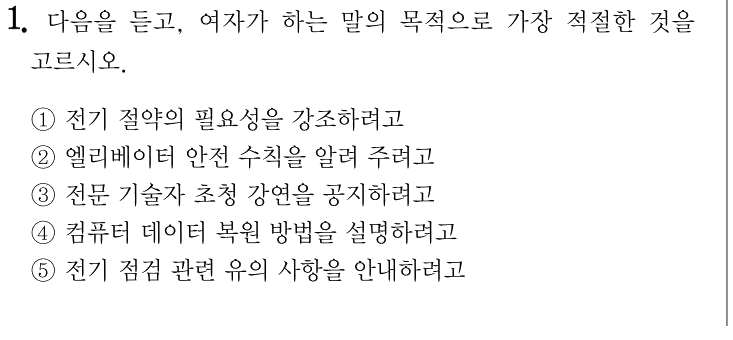 1. 다음을 듣고, 여자가 하는 말의 목적으로 가장 적절한 것을
고르시오.
① 전기 절약의 필요성을 강조하려고
② 엘리베이터 안전 수칙을 알려 주려고
③ 전문 기술자 초청 강연을 공지하려고
④ 컴퓨터 데이터 복원 방법을 설명하려고
⑤ 전기 점검 관련 유의 사항을 안내하려고